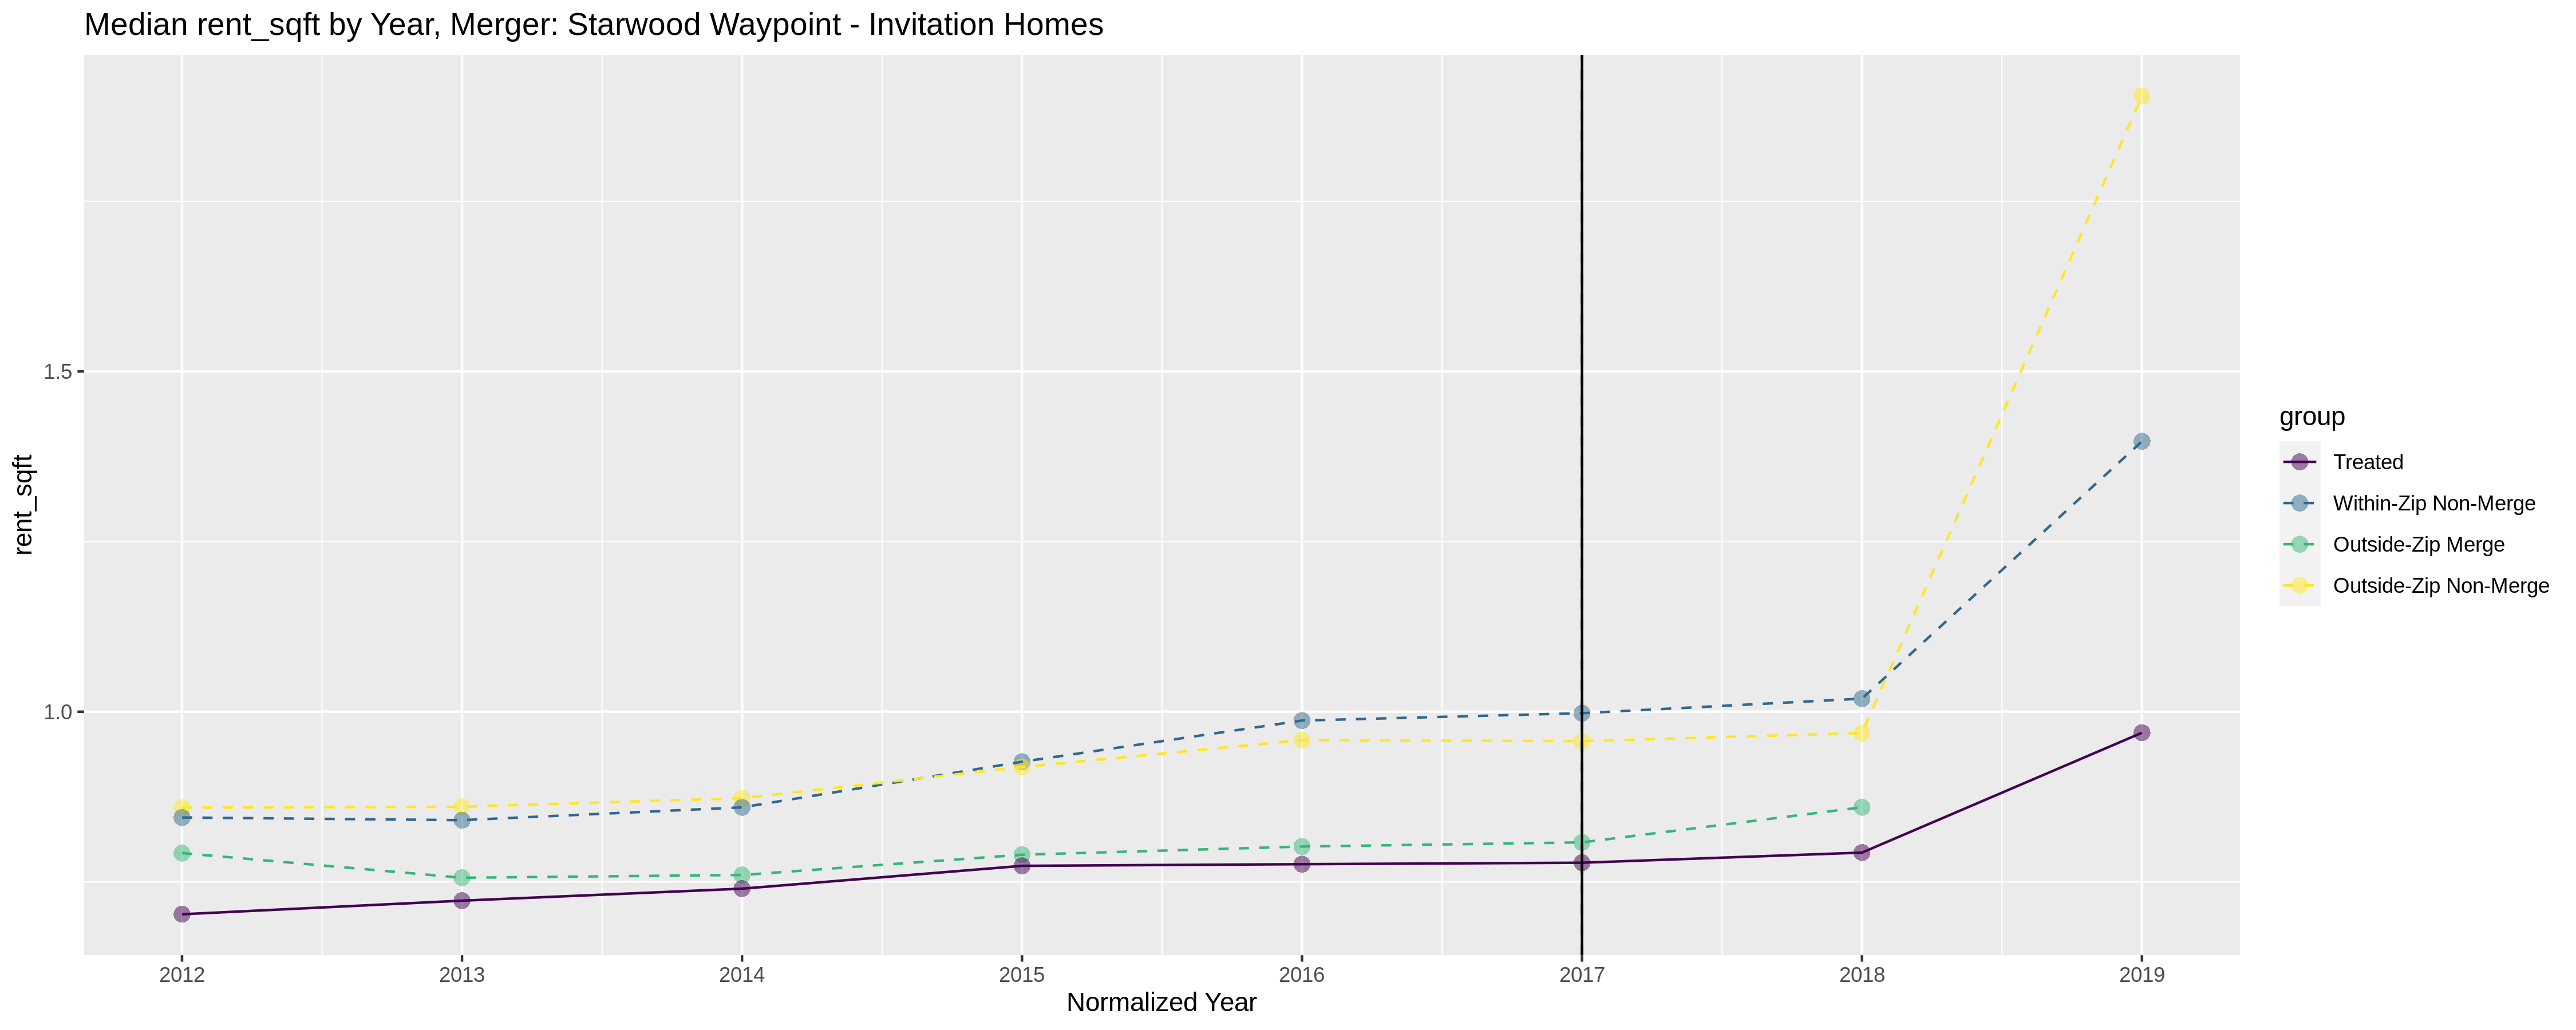 Median rent_sqft by Year, Merger: Starwood Waypoint - Invitation Homes
rent_sqft
1.5
1.0
2012 2013 2014 2015 2016 2017 2018 2019
Normalized Year
group
Treated
Within-Zip Non-Merge
Outside-Zip Merge
Outside-Zip Non-Merge